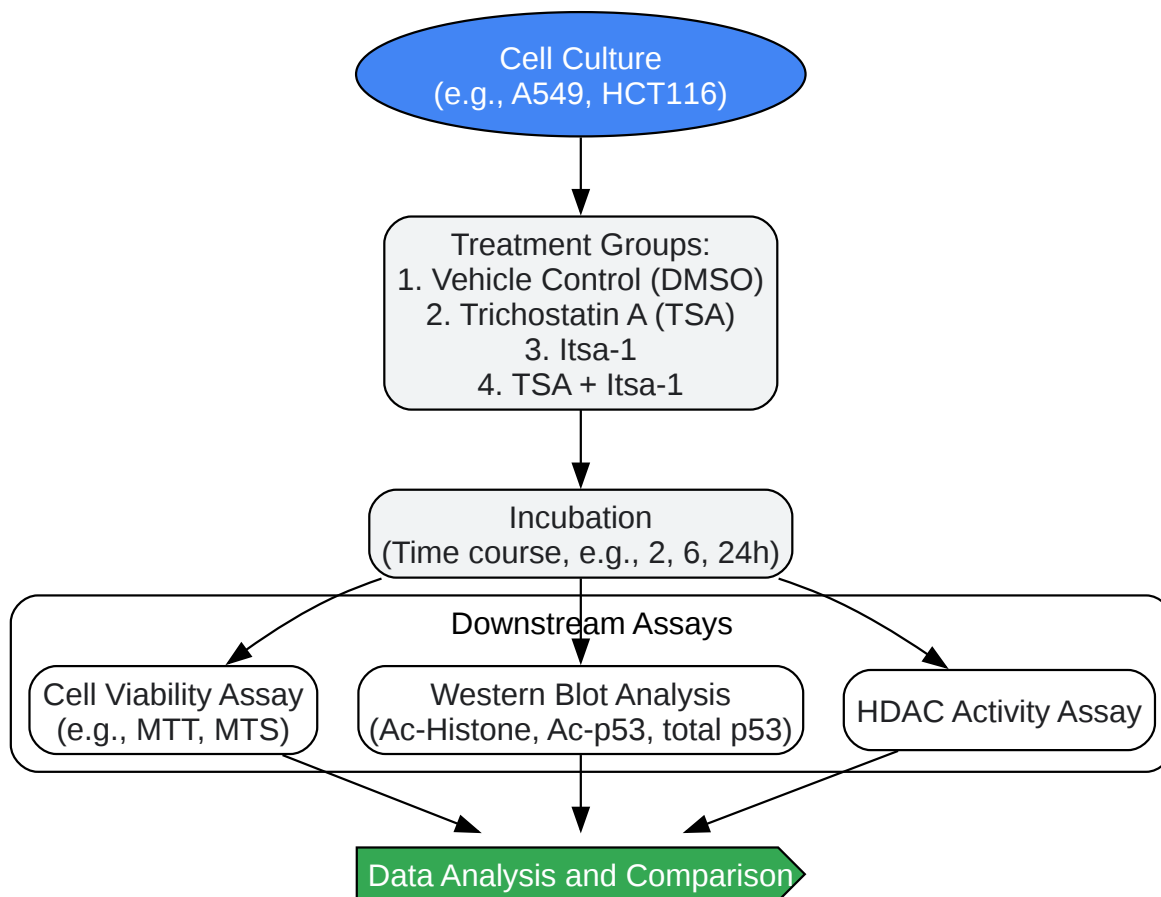 Cell Culture
(e.g., A549, HCT116)
Treatment Groups:
1. Vehicle Control (DMSO)
2. Trichostatin A (TSA)
3. Itsa-1
4. TSA + Itsa-1
Incubation
(Time course, e.g., 2, 6, 24h)
Downstream Assays
Cell Viability Assay
(e.g., MTT, MTS)
Western Blot Analysis
(Ac-Histone, Ac-p53, total p53)
HDAC Activity Assay
Data Analysis and Comparison